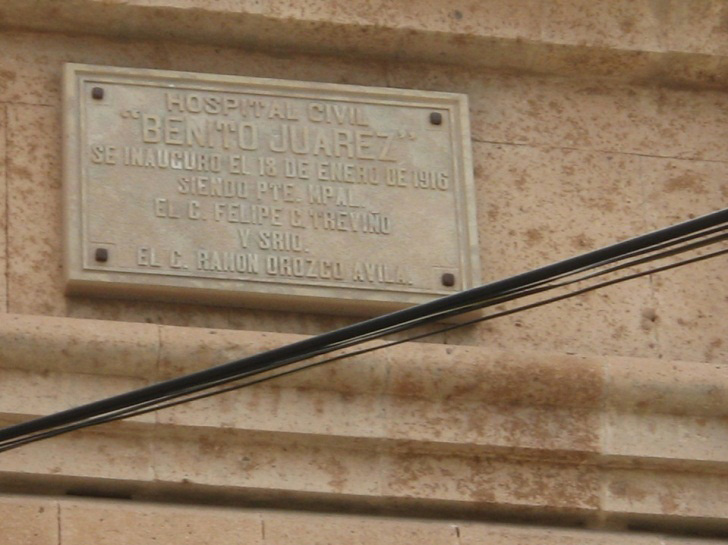 HOSPITAL CIVIL
"BENITO JUAREZ"
SE INAUGURO EL 18 DE ENERO DE 1916
SIENDO PTE. MPAL.
EL C. FELIPE G. TREVIÑO
Y SRIO.
EL C. RAMON OROZCO AVILA.